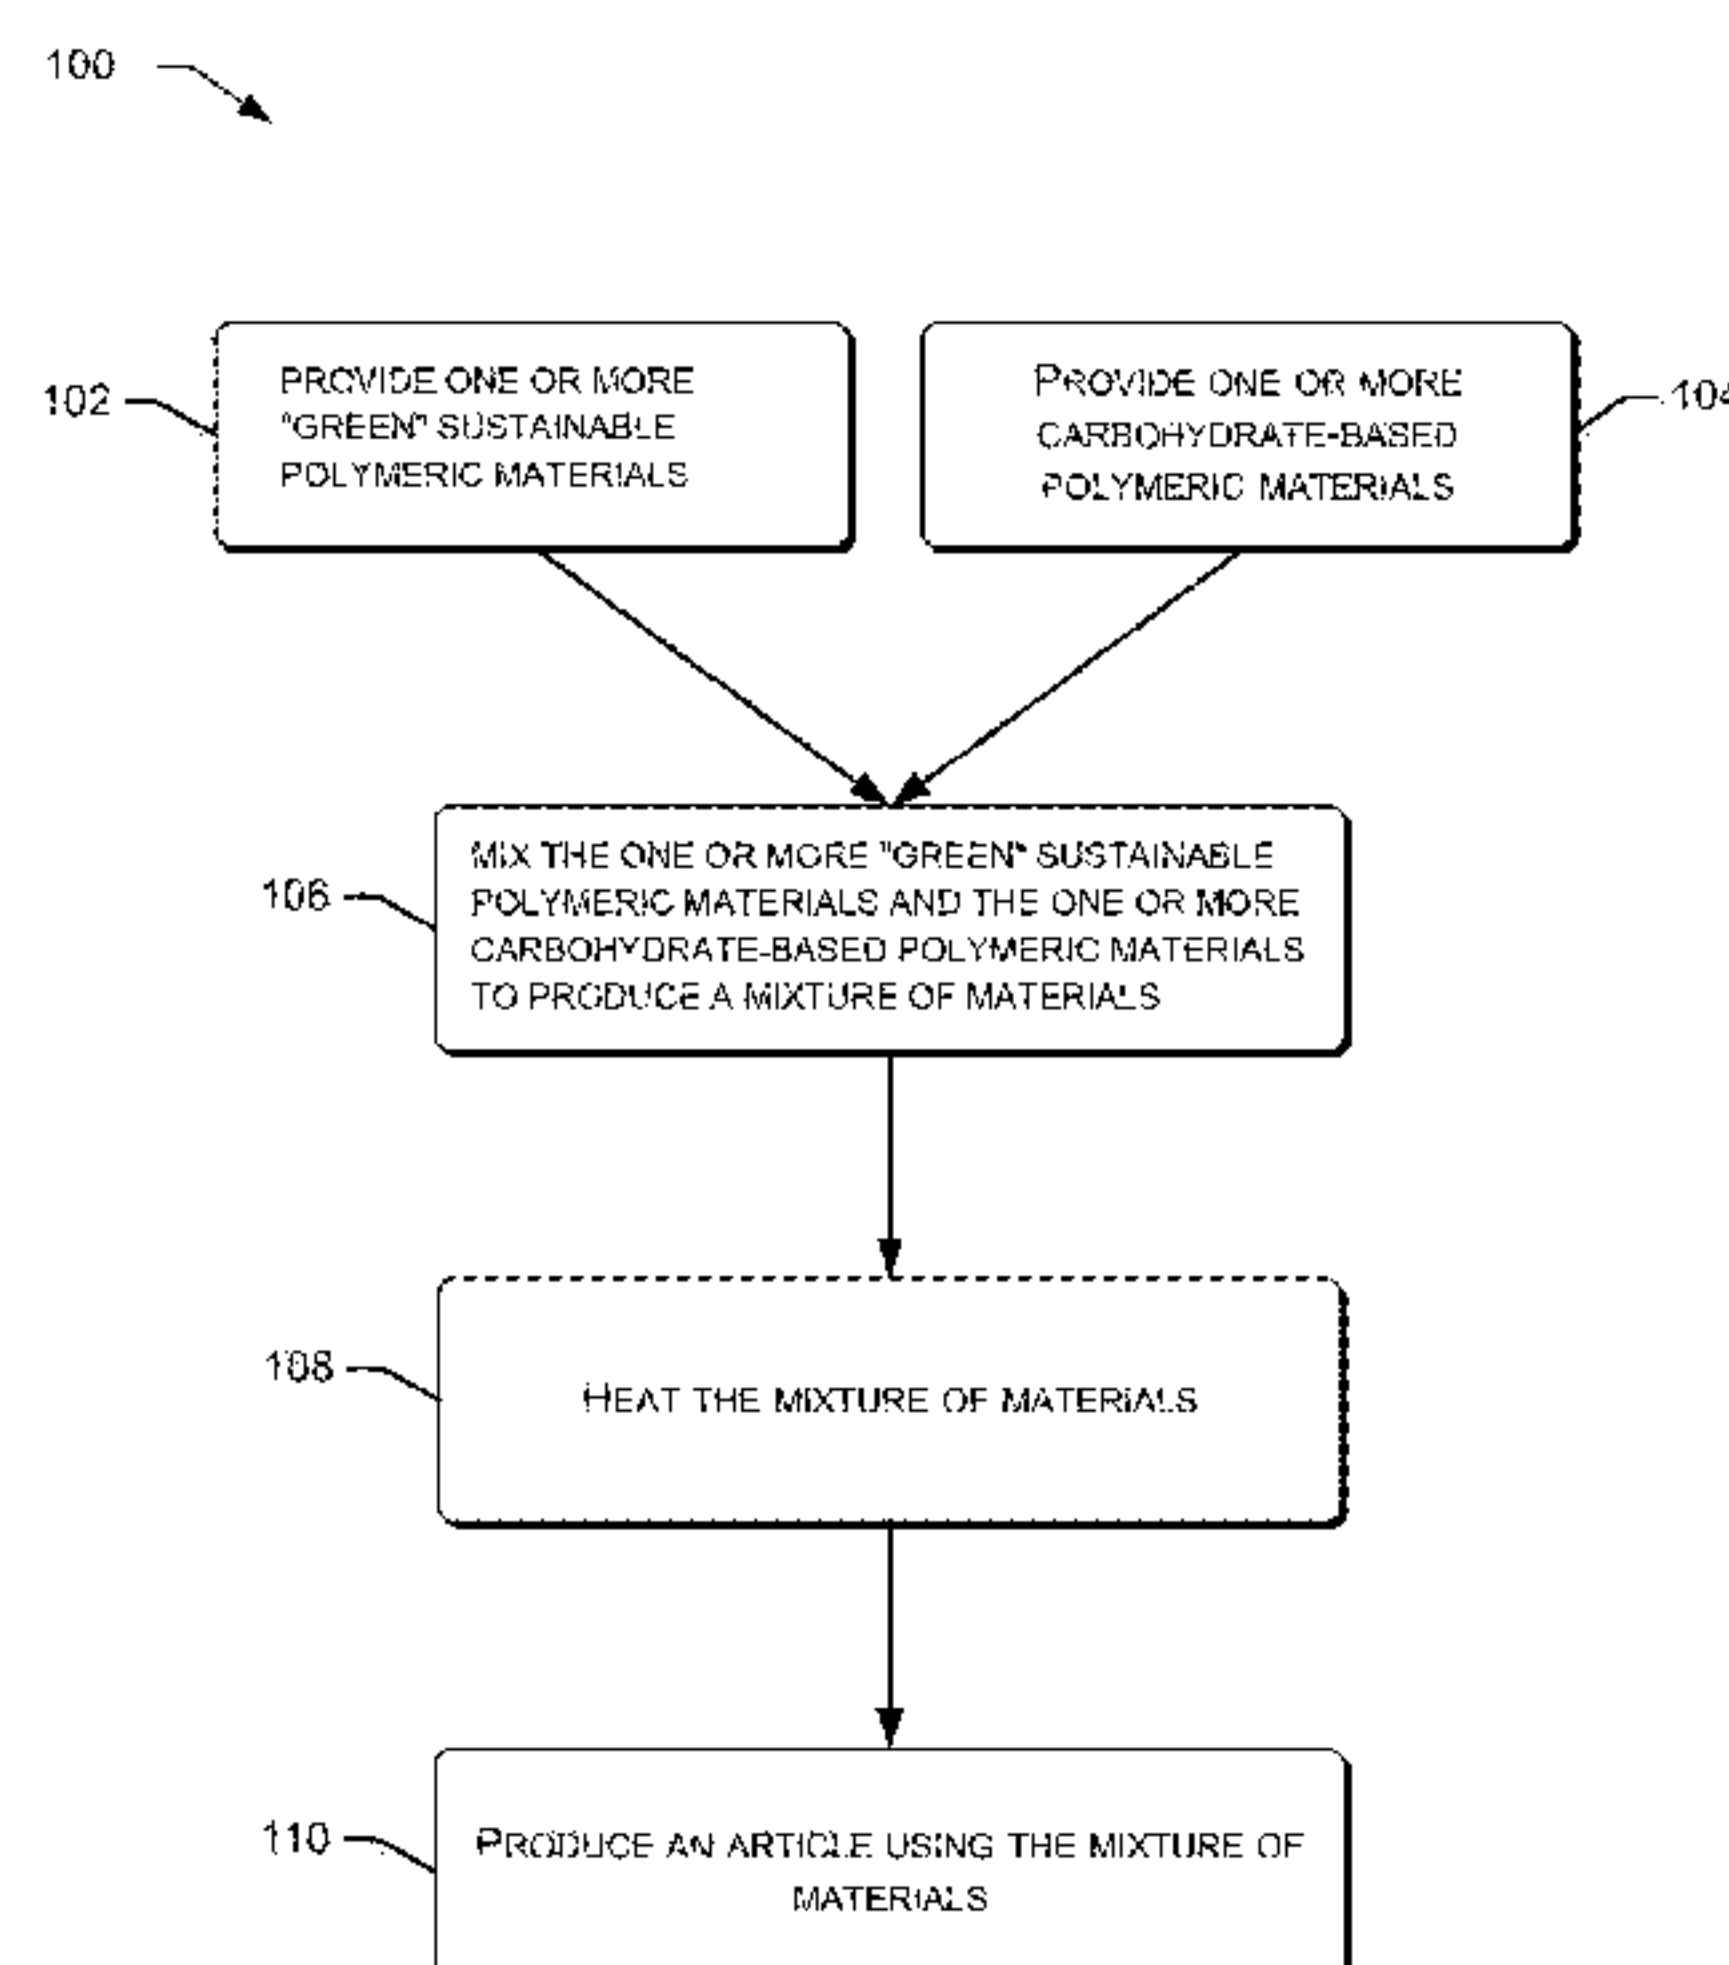 100
102
PROVIDE ONE OR MORE
"GREEN" SUSTAINABLE
POLYMERIC MATERIALS
PROVIDE ONE OR MORE
CARBOHYDRATE-BASED
POLYMERIC MATERIALS
104
106
MIX THE ONE OR MORE "GREEN" SUSTAINABLE
POLYMERIC MATERIALS AND THE ONE OR MORE
CARBOHYDRATE-BASED POLYMERIC MATERIALS
TO PRODUCE A MIXTURE OF MATERIALS
108
HEAT THE MIXTURE OF MATERIALS
110
PRODUCE AN ARTICLE USING THE MIXTURE OF
MATERIALS